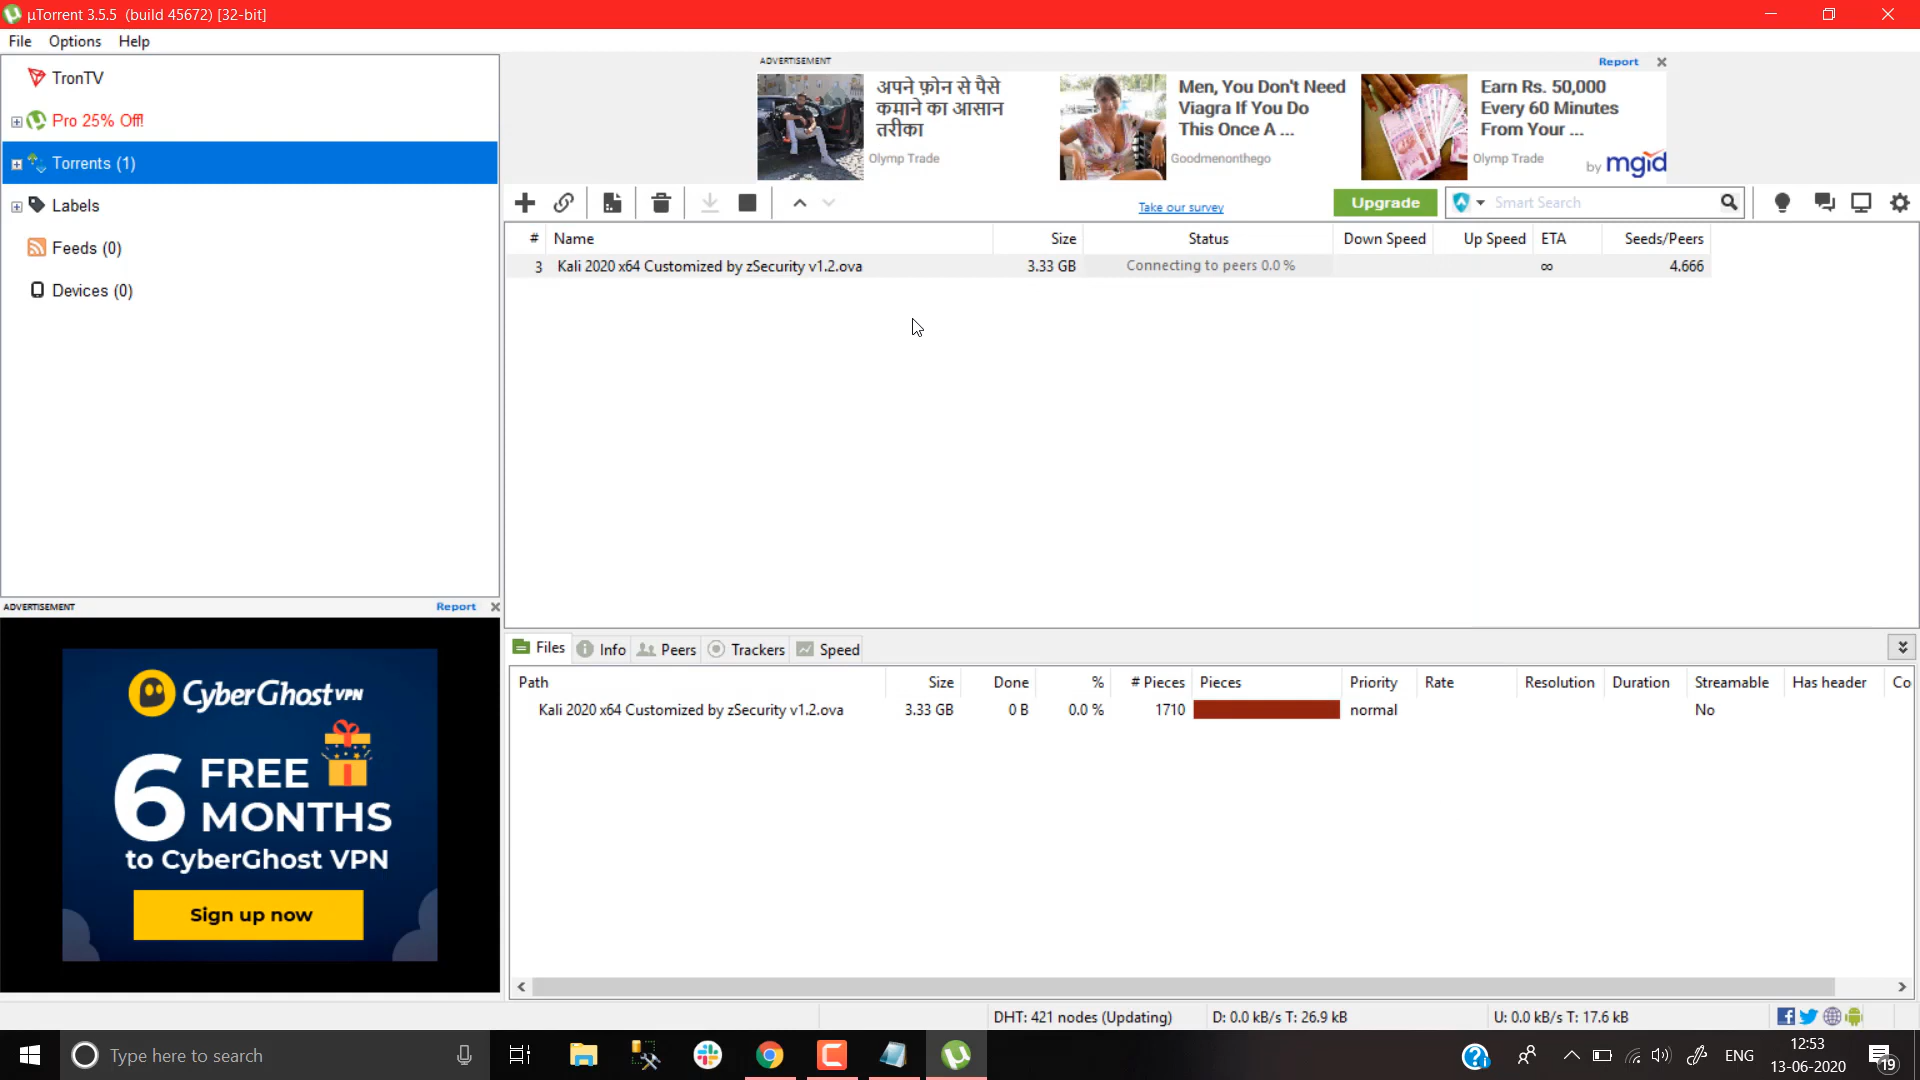 µTorrent 3.5.5 (build 45672) [32-bit]
File Options Help
TronTV
Pro 25% Off!
Torrents (1)
Labels
Feeds (0)
Devices (0)
ADVERTISEMENT
Report
अपने फ़ोन से पैसे
कमाने का आसान
तरीका
Olymp Trade
Men, You Don't Need
Viagra If You Do
This Once A ...
Goodmenonthego
Earn Rs. 50,000
Every 60 Minutes
From Your ...
Olymp Trade
by mgid
Take our survey
Upgrade
Smart Search
# Name Size Status Down Speed Up Speed ETA Seeds/Peers
3 Kali 2020 x64 Customized by zSecurity v1.2.ova 3.33 GB Connecting to peers 0.0 % ∞ 4.666
ADVERTISEMENT Report
CyberGhost VPN
6 FREE
MONTHS
to CyberGhost VPN
Sign up now
Files Info Peers Trackers Speed
Path Size Done % # Pieces Pieces Priority Rate Resolution Duration Streamable Has header Co
Kali 2020 x64 Customized by zSecurity v1.2.ova 3.33 GB 0 B 0.0 % 1710 normal No
DHT: 421 nodes (Updating) D: 0.0 kB/s T: 26.9 kB U: 0.0 kB/s T: 17.6 kB
Type here to search
ENG
12:53
13-06-2020
19